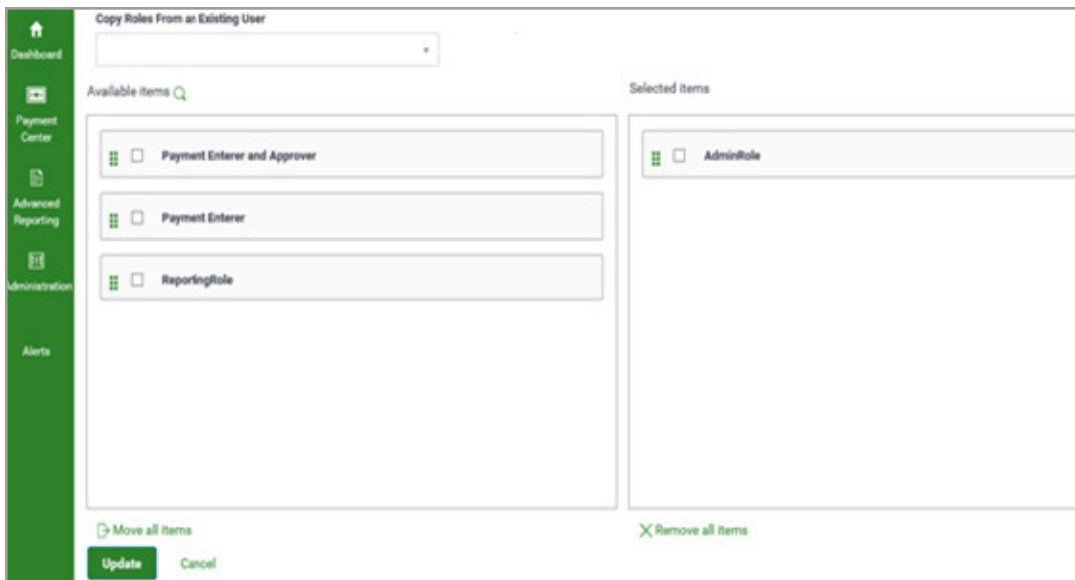 Copy Roles From an Existing User
Dashboard
Available items
Selected items
Payment
Center
Payment Enterer and Approver
AdminRole
Advanced
Reporting
Payment Enterer
Administration
ReportingRole
Alerts
Move all items
Remove all items
Update
Cancel